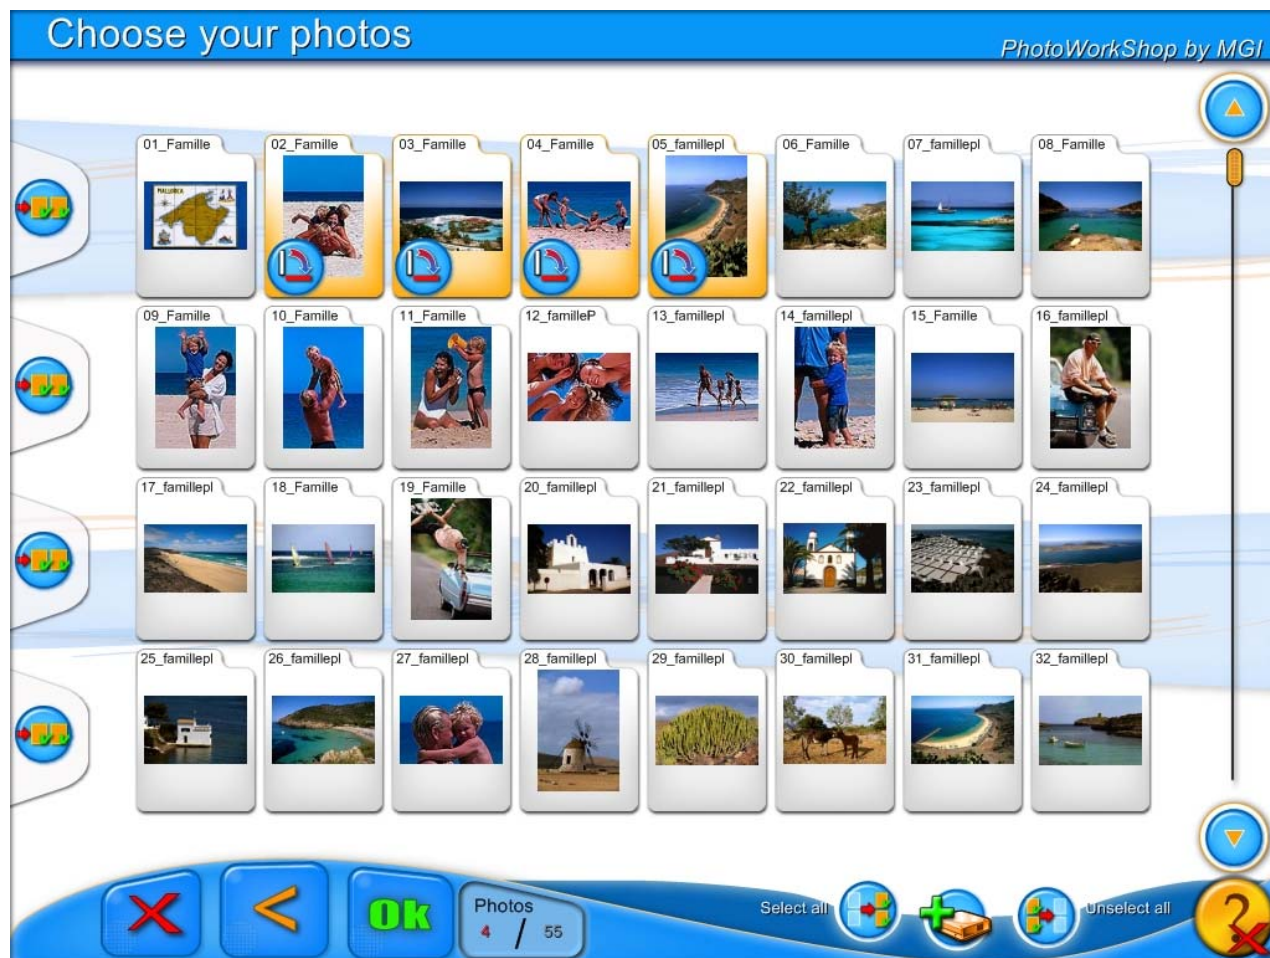 Choose your photos
PhotoWorkShop by MGI
01_Famille
02_Famille
03_Famille
04_Famille
05_famillepl
06_Famille
07_famillepl
08_Famille
MALLORCA
09_Famille
10_Famille
11_Famille
12_familleP
13_famillepl
14_famillepl
15_Famille
16_famillepl
17_famillepl
18_Famille
19_Famille
20_famillepl
21_famillepl
22_famillepl
23_famillepl
24_famillepl
25_famillepl
26_famillepl
27_famillepl
28_famillepl
29_famillepl
30_famillepl
31_famillepl
32_famillepl
Ok
Photos
4 / 55
Select all
Unselect all
?